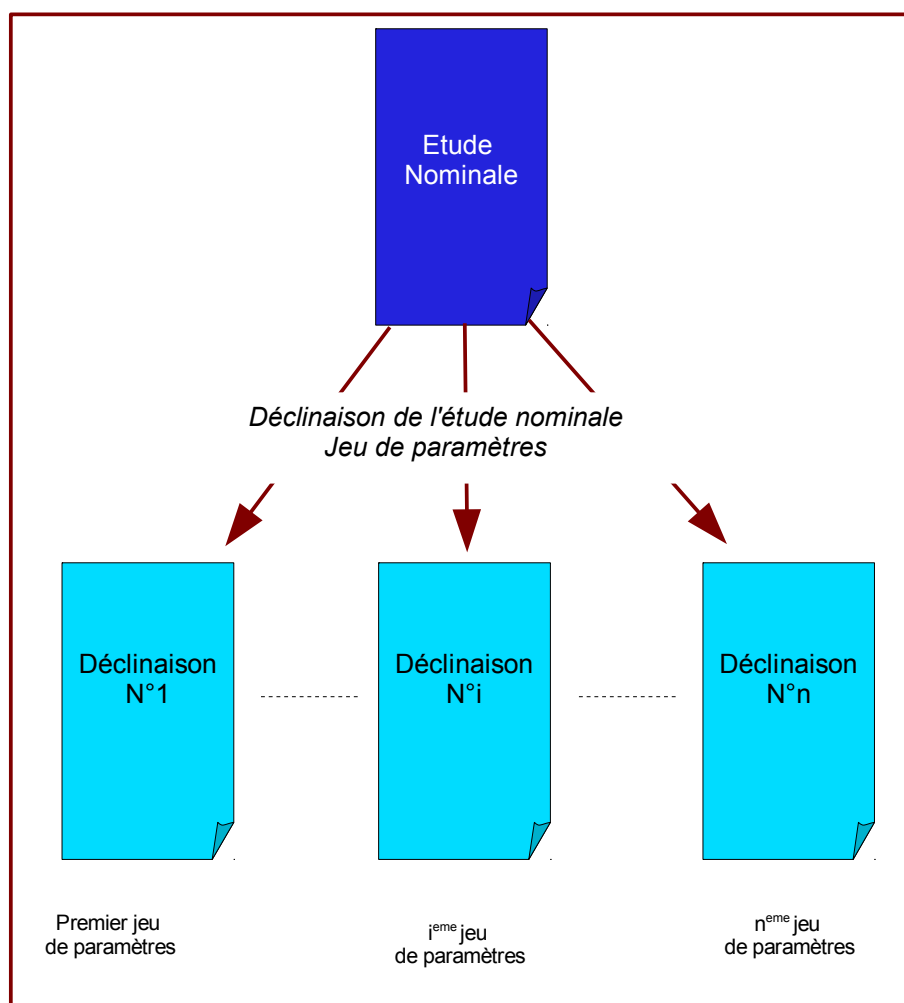 Etude
Nominale
Déclinaison de l'étude nominale
Jeu de paramètres
Déclinaison
N°1
Déclinaison
N°i
Déclinaison
N°n
Premier jeu
de paramètres
ieme jeu
de paramètres
neme jeu
de paramètres